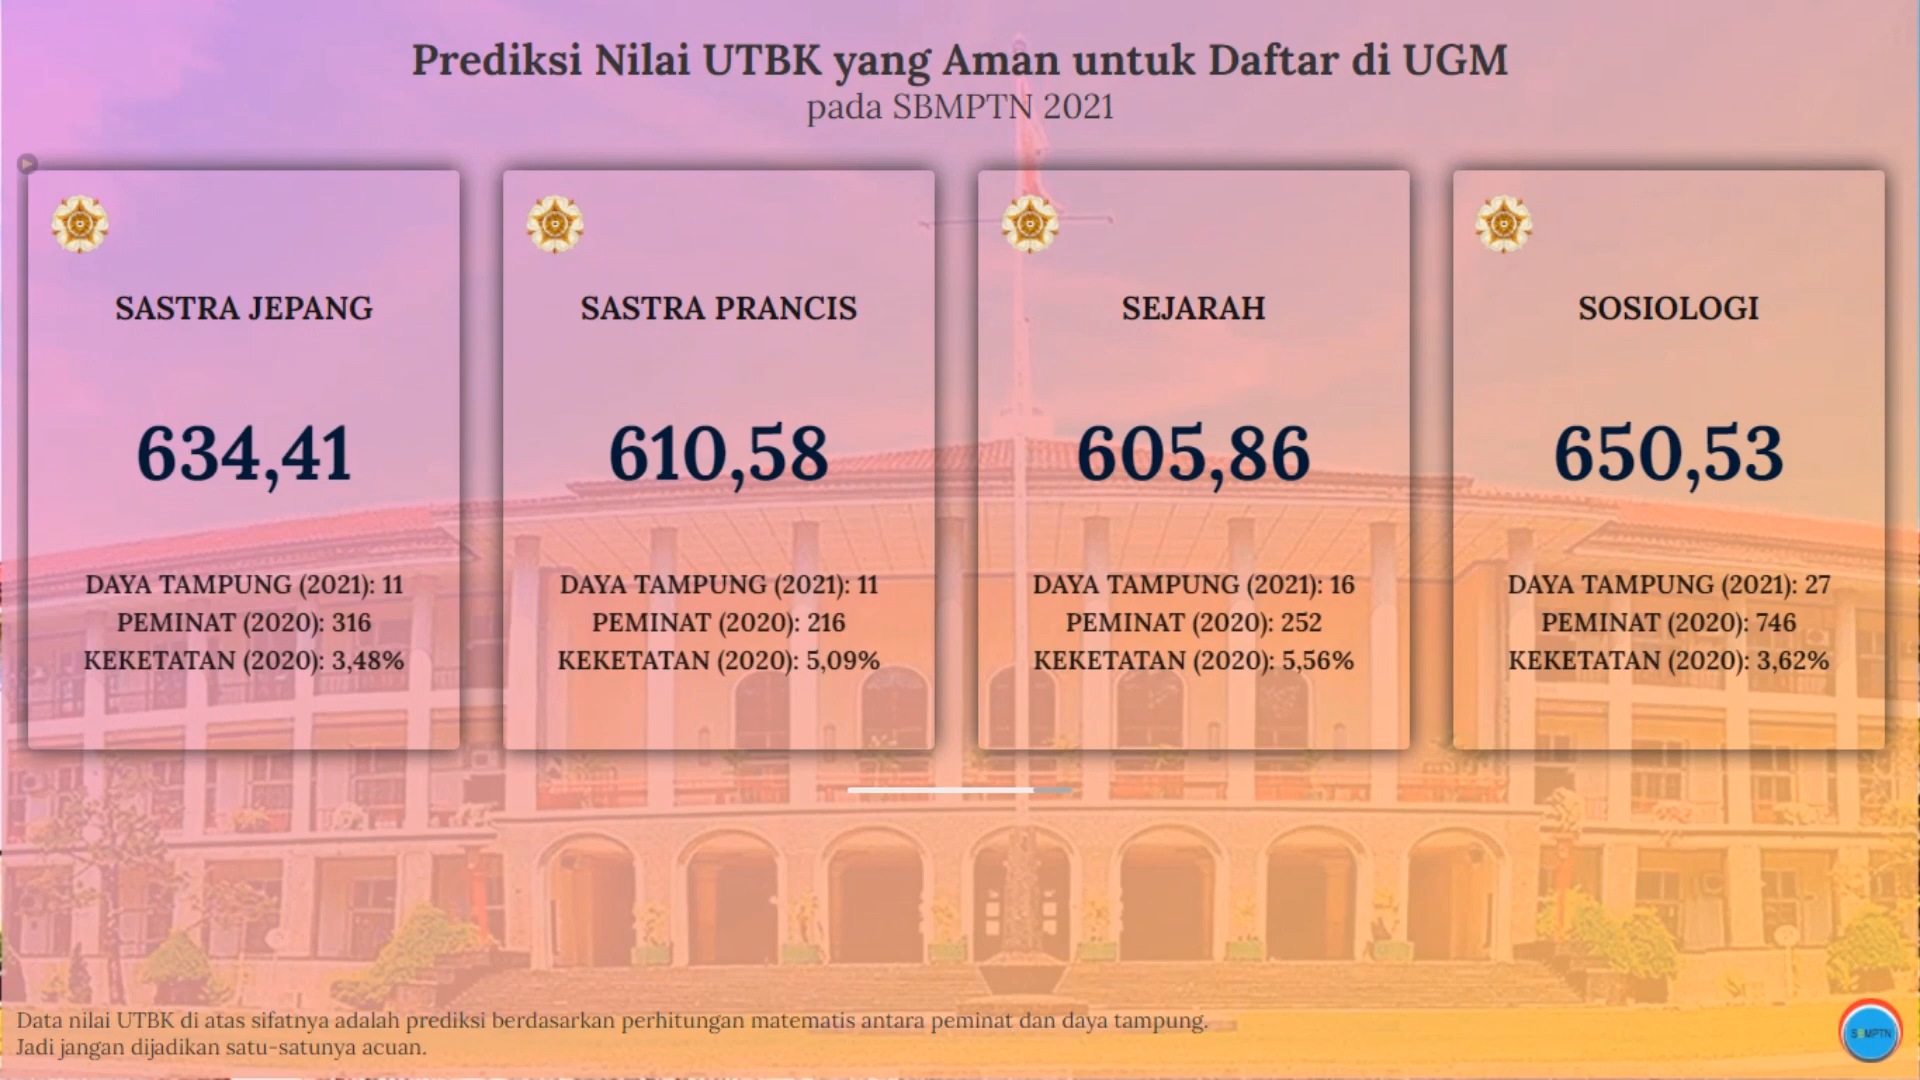 Prediksi Nilai UTBK yang Aman untuk Daftar di UGM
pada SBMPTN 2021
SASTRA JEPANG
634,41
DAYA TAMPUNG (2021): 11
PEMINAT (2020): 316
KEKETATAN (2020): 3,48%
SASTRA PRANCIS
610,58
DAYA TAMPUNG (2021): 11
PEMINAT (2020): 216
KEKETATAN (2020): 5,09%
SEJARAH
605,86
DAYA TAMPUNG (2021): 16
PEMINAT (2020): 252
KEKETATAN (2020): 5,56%
SOSIOLOGI
650,53
DAYA TAMPUNG (2021): 27
PEMINAT (2020): 746
KEKETATAN (2020): 3,62%
Data nilai UTBK di atas sifatnya adalah prediksi berdasarkan perhitungan matematis antara peminat dan daya tampung.
Jadi jangan dijadikan satu-satunya acuan.
SBMPTN